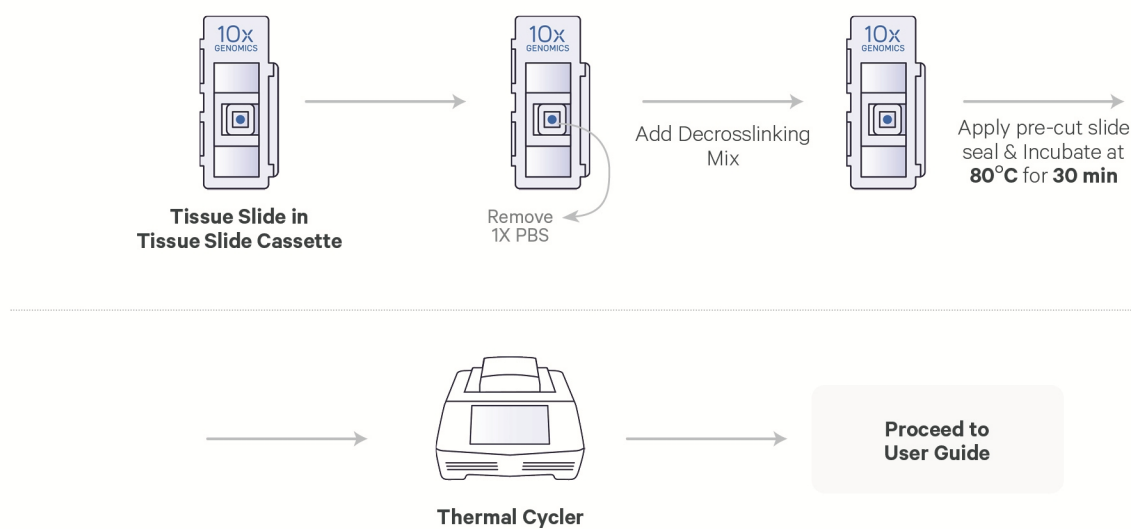 10x
GENOMICS
10x
GENOMICS
10x
GENOMICS
Tissue Slide in
Tissue Slide Cassette
Remove
1X PBS
Add Decrosslinking
Mix
Apply pre-cut slide
seal & Incubate at
80°C for 30 min
Thermal Cycler
Proceed to
User Guide